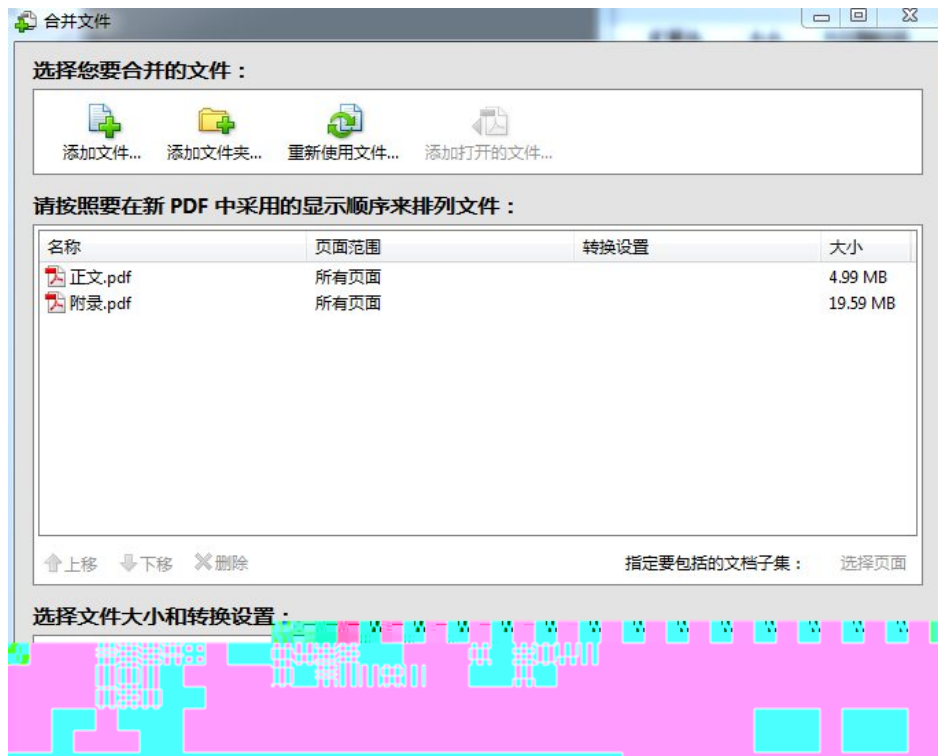 合并文件
选择您要合并的文件：
添加文件... 添加文件夹... 重新使用文件... 添加打开的文件...
请按照要在新 PDF 中采用的显示顺序来排列文件：
名称 页面范围 转换设置 大小
正文.pdf 所有页面 4.99 MB
附录.pdf 所有页面 19.59 MB
上移 下移 删除 指定要包括的文档子集： 选择页面
选择文件大小和转换设置：